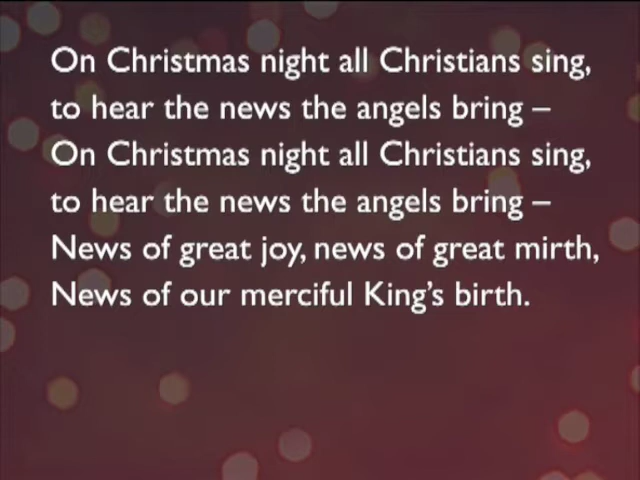 On Christmas night all Christians sing,
to hear the news the angels bring –
On Christmas night all Christians sing,
to hear the news the angels bring –
News of great joy, news of great mirth,
News of our merciful King's birth.